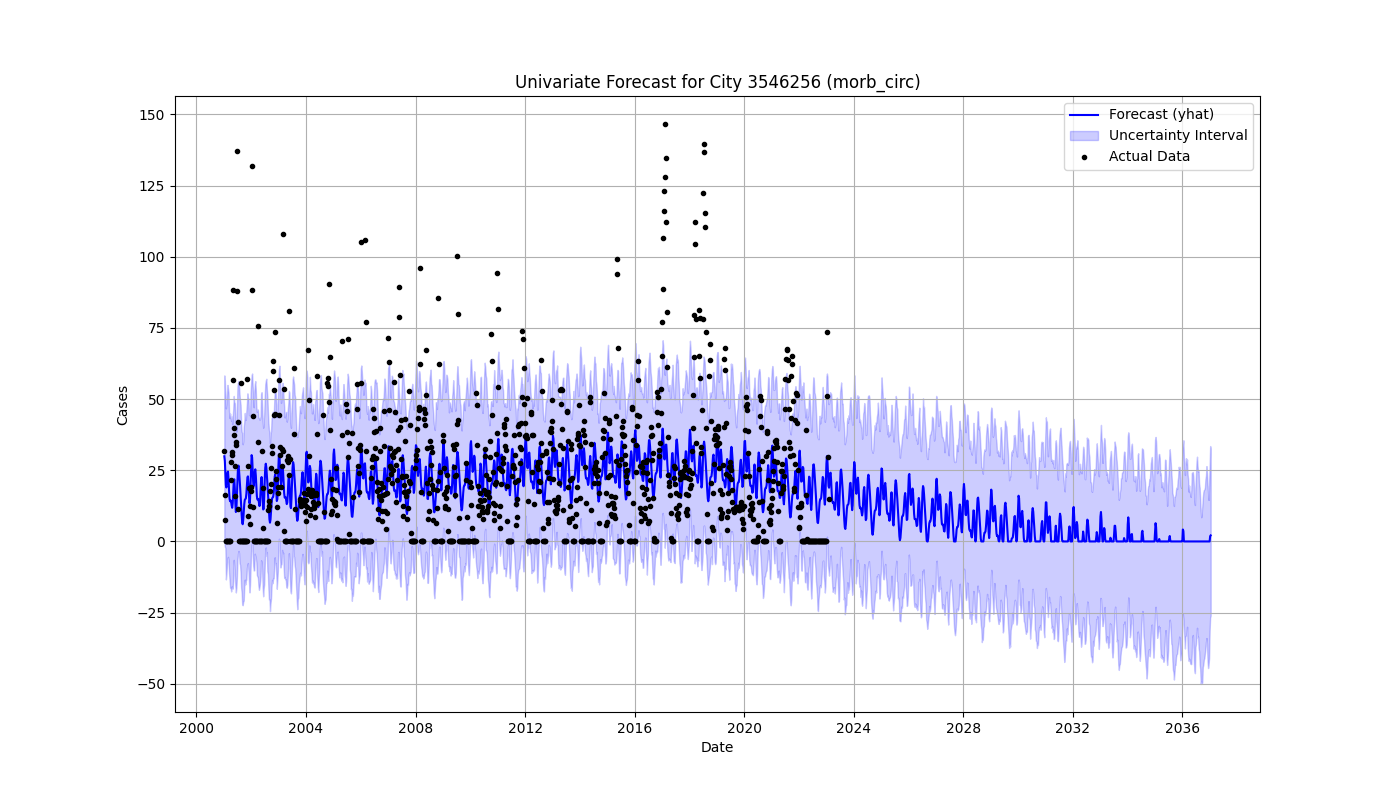 Univariate Forecast for City 3546256 (morb_circ)
Forecast (yhat)
Uncertainty Interval
Actual Data
150
125
100
75
50
25
0
−25
−50
Cases
2000 2004 2008 2012 2016 2020 2024 2028 2032 2036
Date